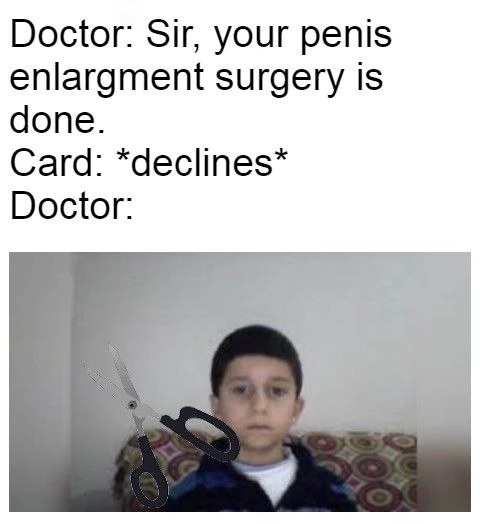 Doctor: Sir, your penis
enlargment surgery is
done.
Card: *declines*
Doctor: